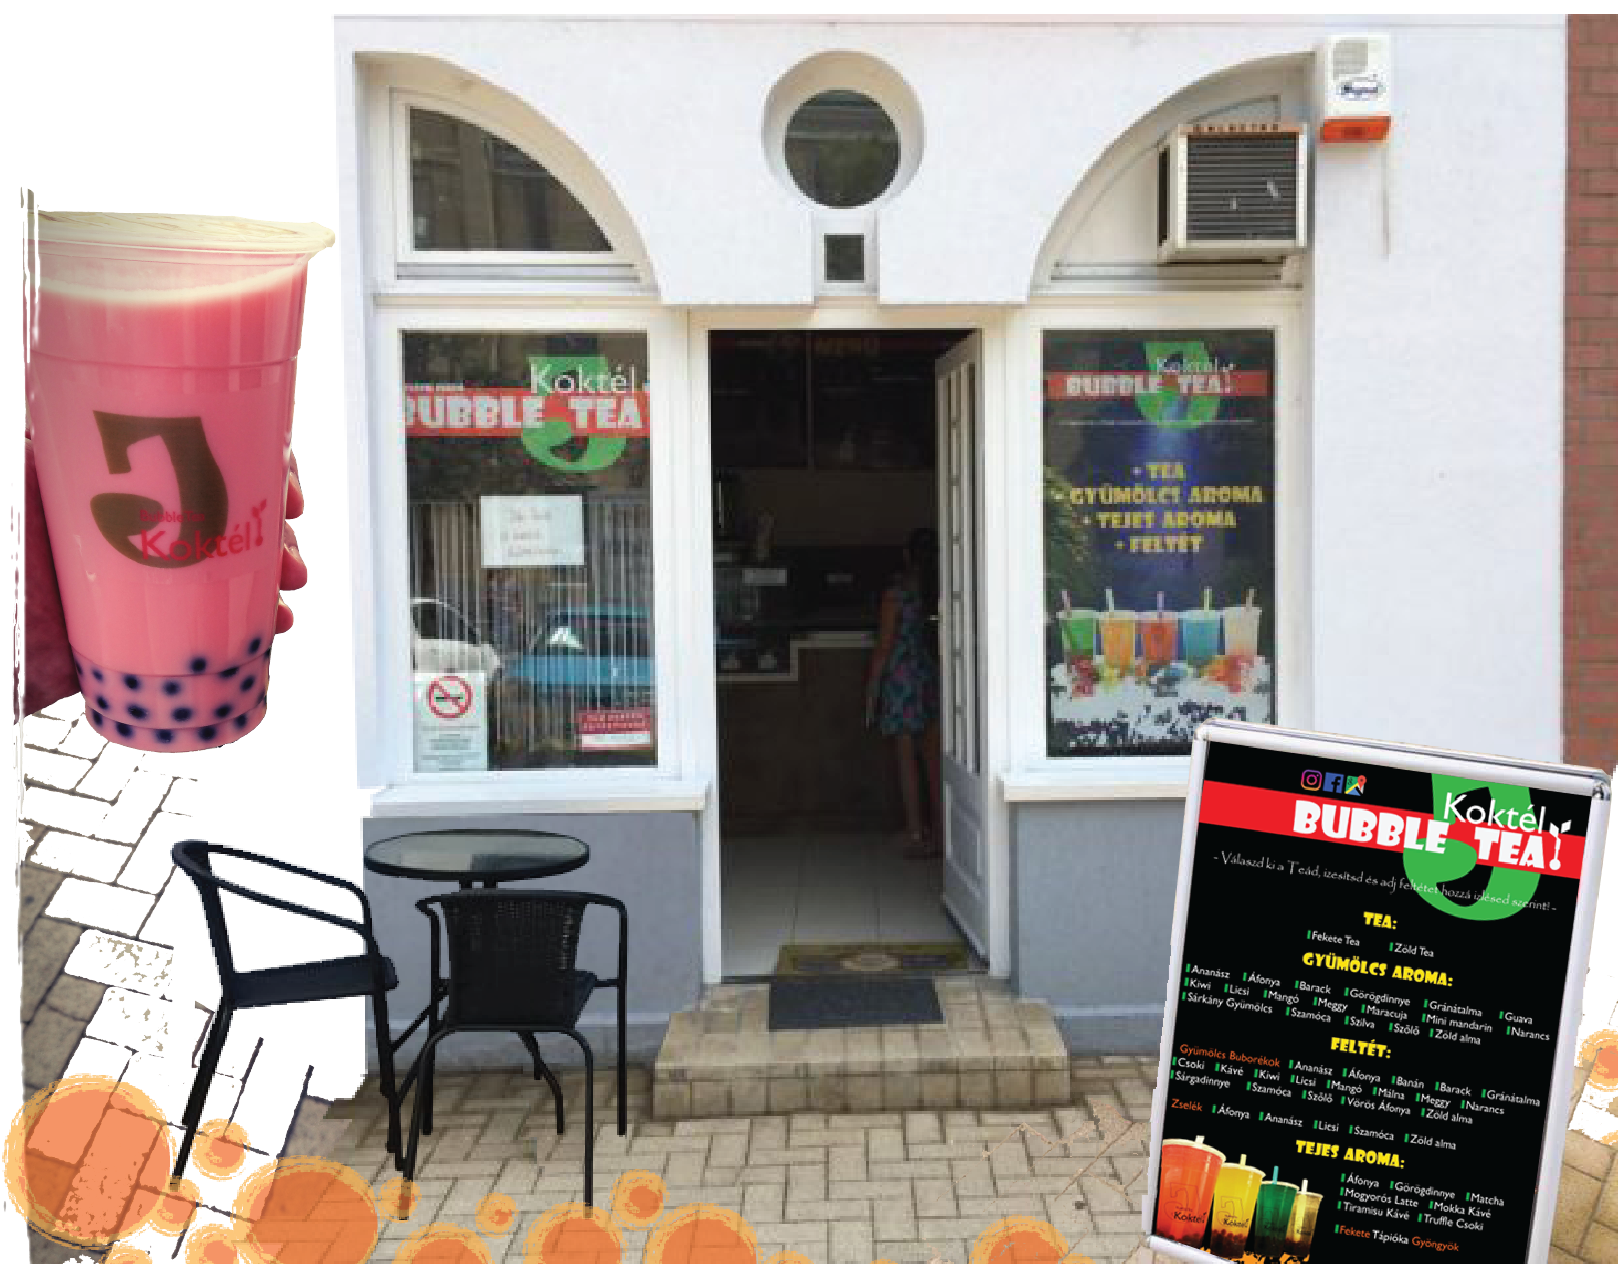 Bubble Tea
Koktél
Koktél
BUBBLE TEA
Koktél
BUBBLE TEA
• TEA
• GYÜMÖLCS AROMA
• TEJES AROMA
• FELTÉT
Koktél
BUBBLE TEA
- Válaszd ki a Teád, izesítsd és adj feltétet hozzá izlésed szerint! -
TEA:
Fekete Tea Zöld Tea
GYÜMÖLCS AROMA:
Ananász Áfonya Barack Görögdinnye Gránátalma Guava
Kiwi Licsi Mangó Meggy Maracuja Mini mandarin Narancs
Sárkány Gyümölcs Szamóca Szilva Szőlő Zöld alma
FELTÉT:
Gyümölcs Buborékok Ananász Áfonya Banán Barack Gránátalma
Csoki Kávé Kiwi Licsi Mangó Málna Meggy Narancs
Sárgadinnye Szamóca Szőlő Vörös Áfonya Zöld alma
Zselék Áfonya Ananász Licsi Szamóca Zöld alma
TEJES AROMA:
Áfonya Görögdinnye Matcha
Mogyorós Latte Mokka Kávé
Tiramisu Kávé Truffle Csoki
Fekete Tápióka Gyöngyök
Koktél
Koktél